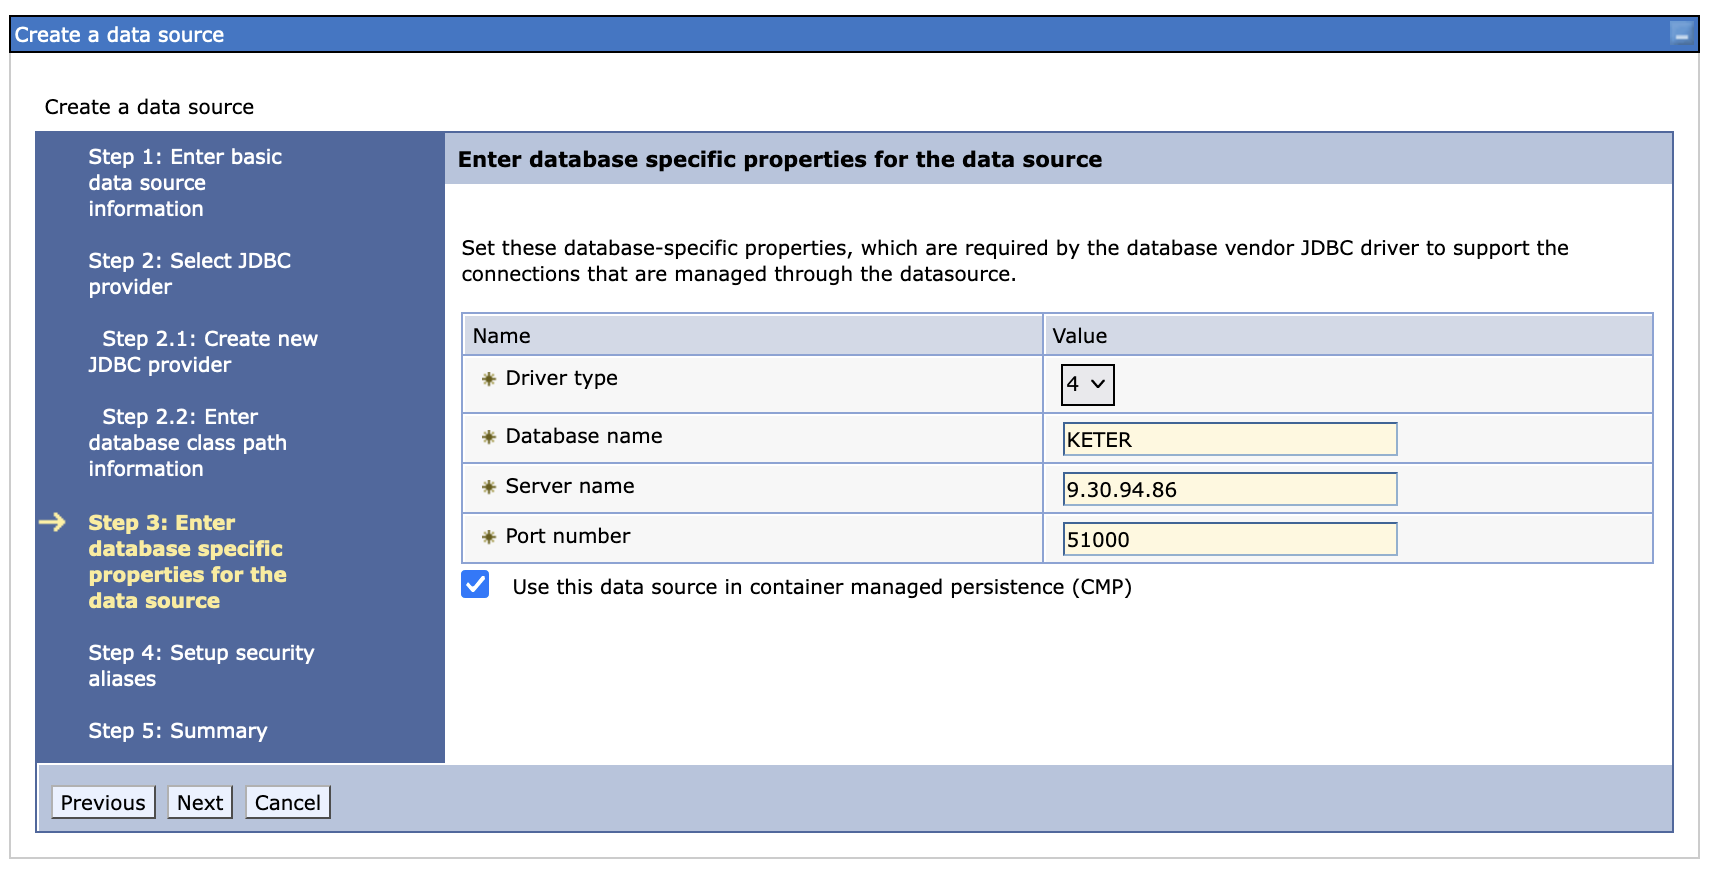 Create a data source
Create a data source
Step 1: Enter basic
data source
information
Step 2: Select JDBC
provider
Step 2.1: Create new
JDBC provider
Step 2.2: Enter
database class path
information
Step 3: Enter
database specific
properties for the
data source
Step 4: Setup security
aliases
Step 5: Summary
Enter database specific properties for the data source
Set these database-specific properties, which are required by the database vendor JDBC driver to support the
connections that are managed through the datasource.
Name Value
Driver type 4
Database name KETER
Server name 9.30.94.86
Port number 51000
Use this data source in container managed persistence (CMP)
Previous Next Cancel